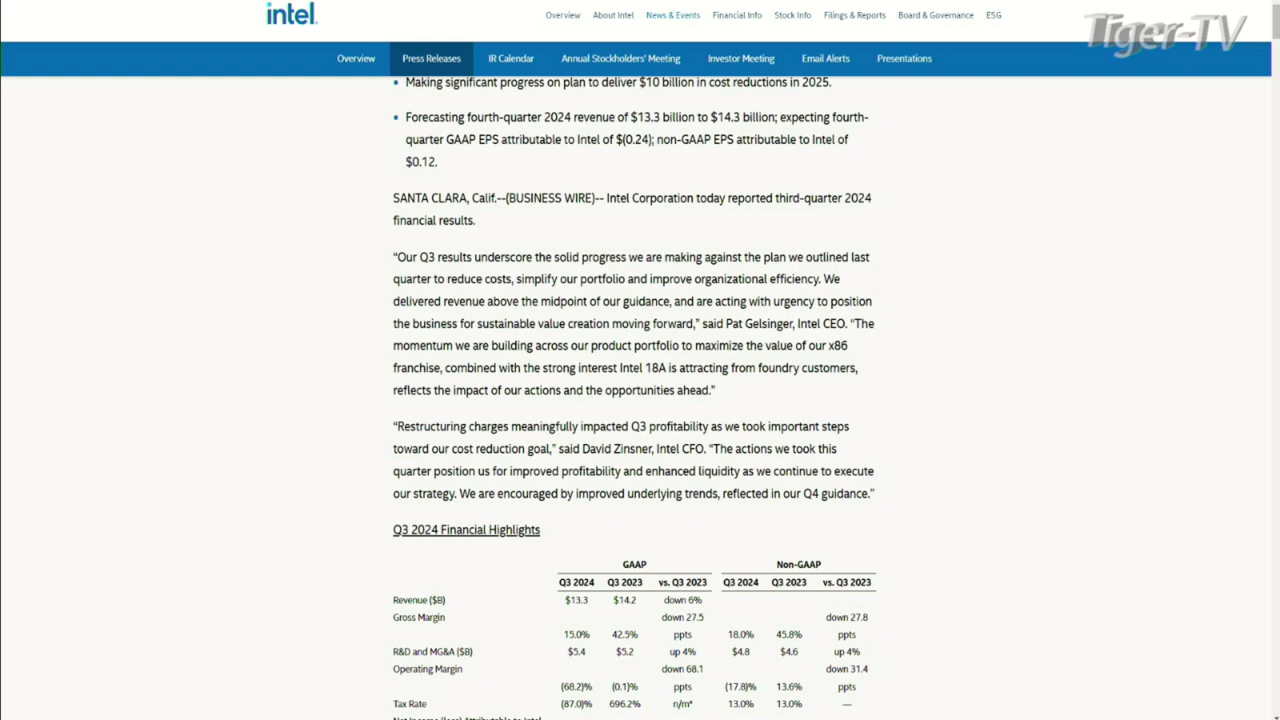 intel.
Overview About Intel News & Events Financial Info Stock Info Filings & Reports Board & Governance ESG
Tiger-TV
Overview Press Releases IR Calendar Annual Stockholders' Meeting Investor Meeting Email Alerts Presentations
• Making significant progress on plan to deliver $10 billion in cost reductions in 2025.
• Forecasting fourth-quarter 2024 revenue of $13.3 billion to $14.3 billion; expecting fourth-
quarter GAAP EPS attributable to Intel of $(0.24); non-GAAP EPS attributable to Intel of
$0.12.
SANTA CLARA, Calif.--(BUSINESS WIRE)-- Intel Corporation today reported third-quarter 2024
financial results.
“Our Q3 results underscore the solid progress we are making against the plan we outlined last
quarter to reduce costs, simplify our portfolio and improve organizational efficiency. We
delivered revenue above the midpoint of our guidance, and are acting with urgency to position
the business for sustainable value creation moving forward,” said Pat Gelsinger, Intel CEO. “The
momentum we are building across our product portfolio to maximize the value of our x86
franchise, combined with the strong interest Intel 18A is attracting from foundry customers,
reflects the impact of our actions and the opportunities ahead.”
“Restructuring charges meaningfully impacted Q3 profitability as we took important steps
toward our cost reduction goal,” said David Zinsner, Intel CFO. “The actions we took this
quarter position us for improved profitability and enhanced liquidity as we continue to execute
our strategy. We are encouraged by improved underlying trends, reflected in our Q4 guidance.”
Q3 2024 Financial Highlights
GAAP Non-GAAP
Q3 2024 Q3 2023 vs. Q3 2023 Q3 2024 Q3 2023 vs. Q3 2023
Revenue ($B) $13.3 $14.2 down 6%
Gross Margin down 27.5 down 27.8
15.0% 42.5% ppts 18.0% 45.8% ppts
R&D and MG&A ($B) $5.4 $5.2 up 4% $4.8 $4.6 up 4%
Operating Margin down 68.1 down 31.4
(68.2)% (0.1)% ppts (17.8)% 13.6% ppts
Tax Rate (87.0)% 696.2% n/m* 13.0% 13.0% —
Net Income (loss) Attributable to Intel